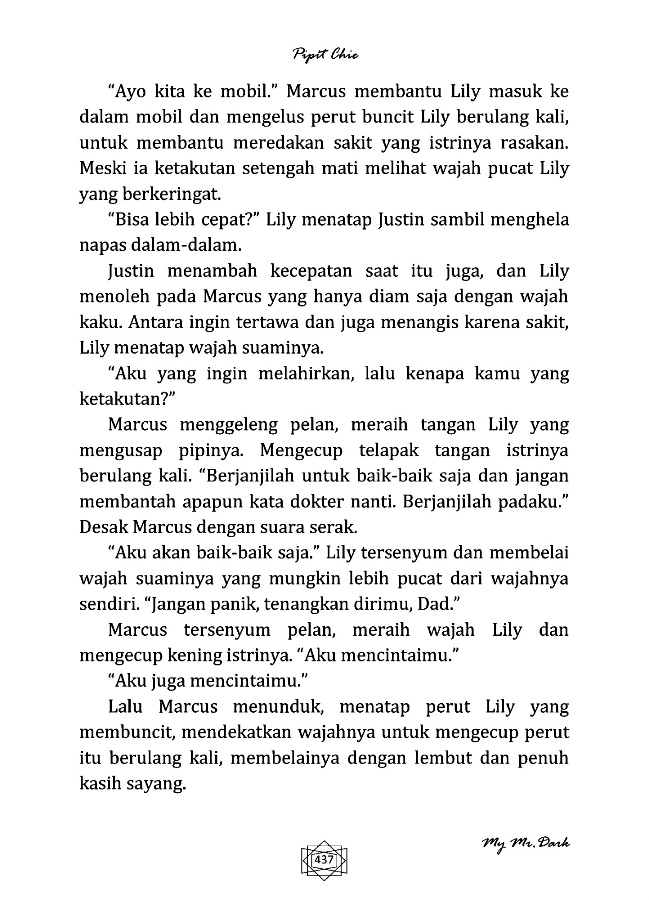 Pipit Chie
“Ayo kita ke mobil.” Marcus membantu Lily masuk ke
dalam mobil dan mengelus perut buncit Lily berulang kali,
untuk membantu meredakan sakit yang istrinya rasakan.
Meski ia ketakutan setengah mati melihat wajah pucat Lily
yang berkeringat.
“Bisa lebih cepat?” Lily menatap Justin sambil menghela
napas dalam-dalam.
Justin menambah kecepatan saat itu juga, dan Lily
menoleh pada Marcus yang hanya diam saja dengan wajah
kaku. Antara ingin tertawa dan juga menangis karena sakit,
Lily menatap wajah suaminya.
“Aku yang ingin melahirkan, lalu kenapa kamu yang
ketakutan?”
Marcus menggeleng pelan, meraih tangan Lily yang
mengusap pipinya. Mengecup telapak tangan istrinya
berulang kali. “Berjanjilah untuk baik-baik saja dan jangan
membantah apapun kata dokter nanti. Berjanjilah padaku.”
Desak Marcus dengan suara serak.
“Aku akan baik-baik saja.” Lily tersenyum dan membelai
wajah suaminya yang mungkin lebih pucat dari wajahnya
sendiri. “Jangan panik, tenangkan dirimu, Dad.”
Marcus tersenyum pelan, meraih wajah Lily dan
mengecup kening istrinya. “Aku mencintaimu.”
“Aku juga mencintaimu.”
Lalu Marcus menunduk, menatap perut Lily yang
membuncit, mendekatkan wajahnya untuk mengecup perut
itu berulang kali, membelainya dengan lembut dan penuh
kasih sayang.
My Mr. Dark
437